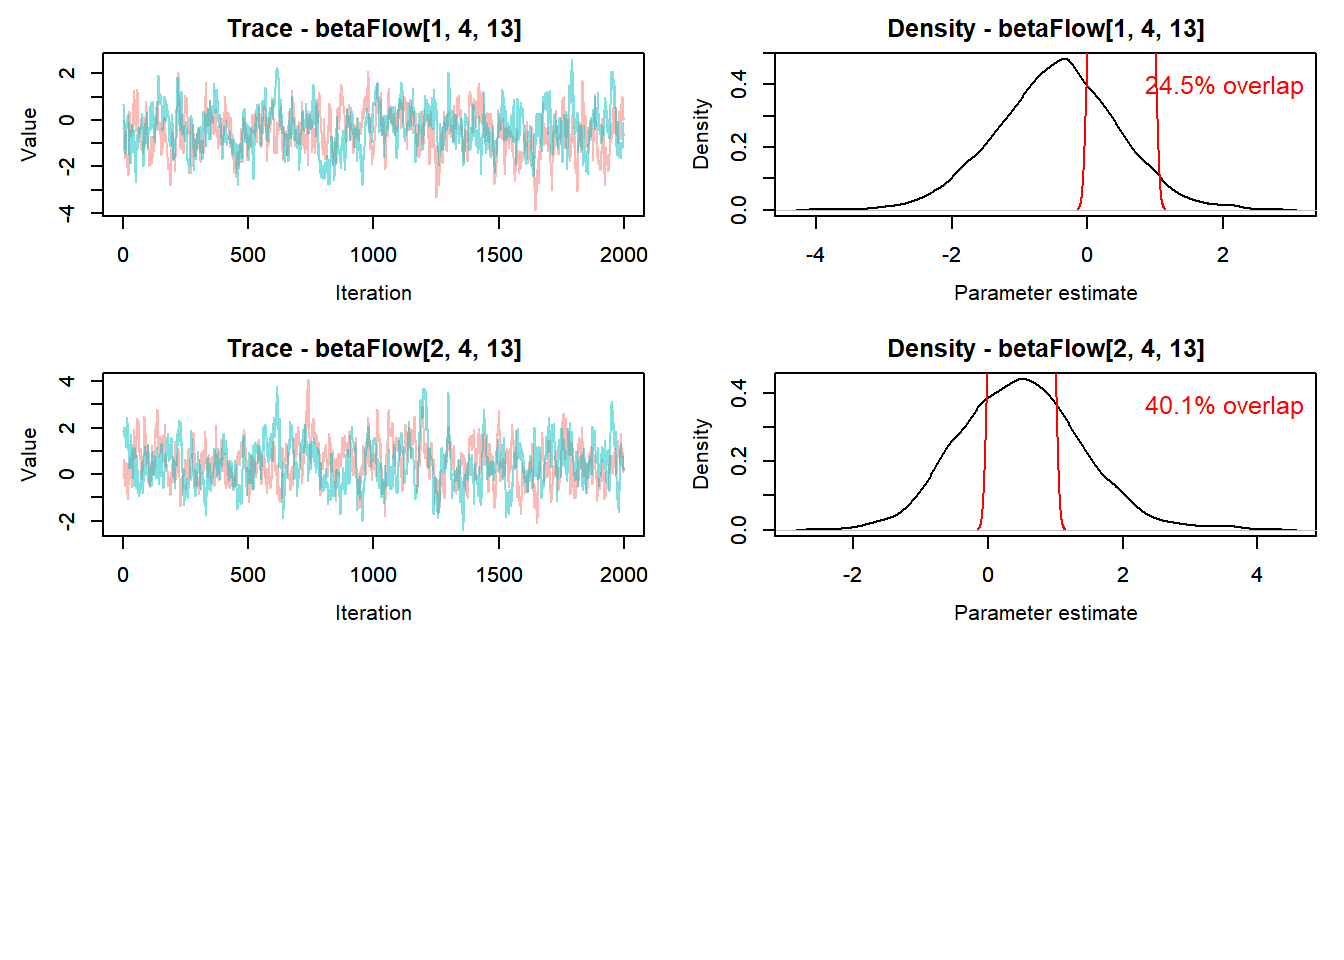 Trace - betaFlow[1, 4, 13]
Value
2
0
-2
-4
0 500 1000 1500 2000
Iteration
Density - betaFlow[1, 4, 13]
24.5% overlap
Density
0.4
0.2
0.0
-4 -2 0 2
Parameter estimate
Trace - betaFlow[2, 4, 13]
Value
4
2
0
-2
0 500 1000 1500 2000
Iteration
Density - betaFlow[2, 4, 13]
40.1% overlap
Density
0.4
0.2
0.0
-2 0 2 4
Parameter estimate